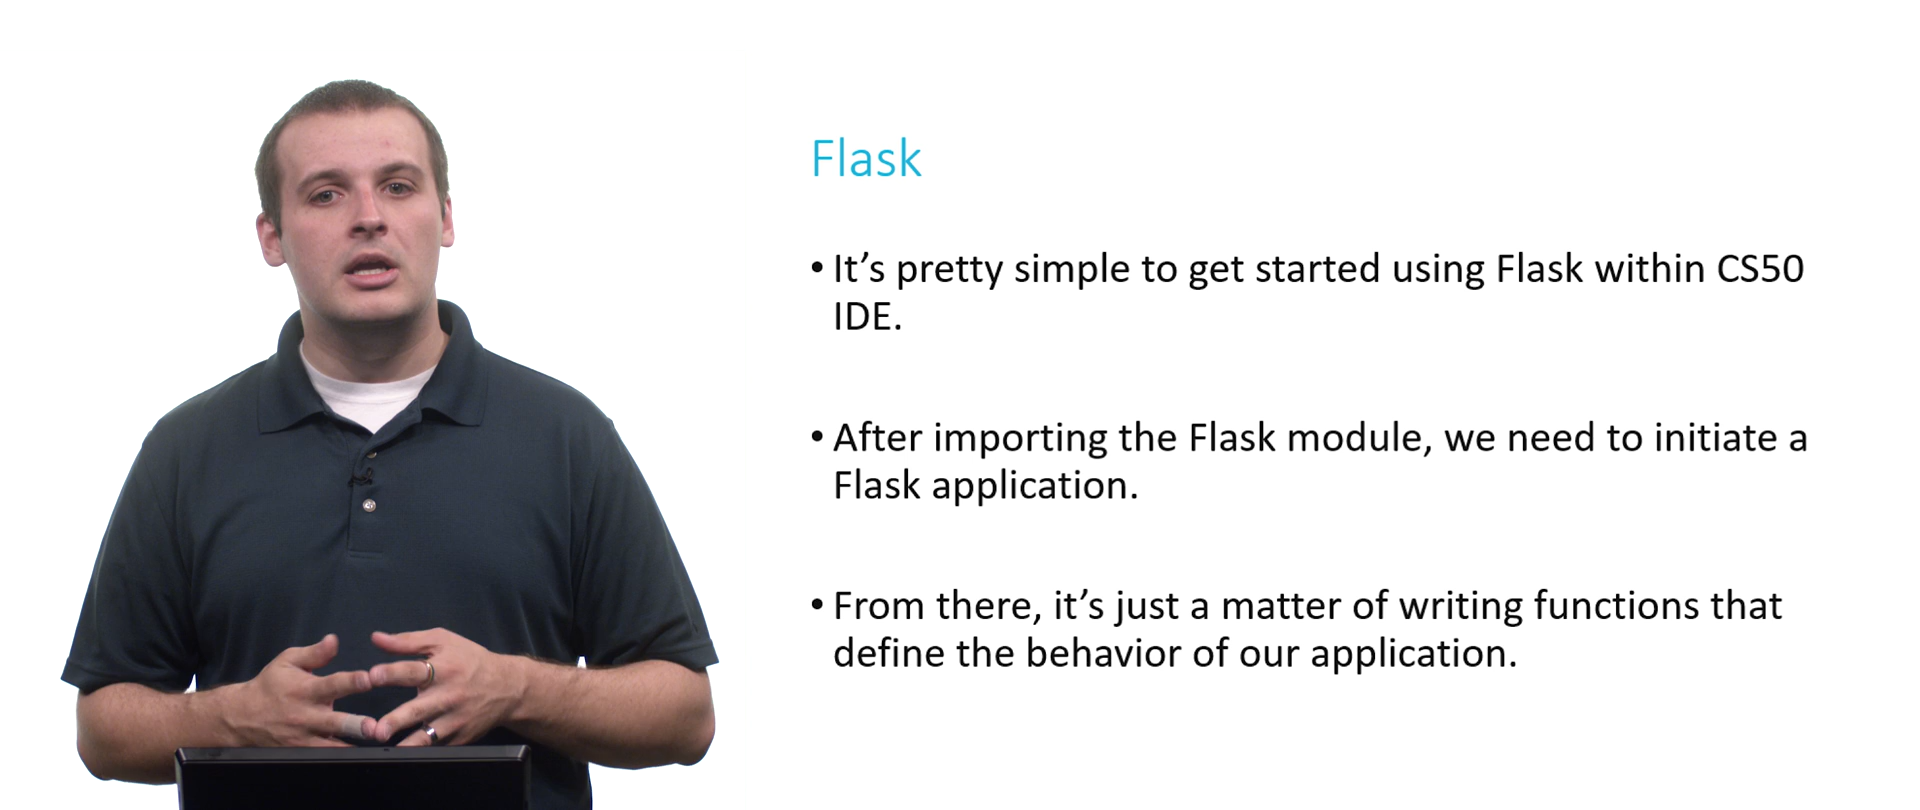 Flask
• It’s pretty simple to get started using Flask within CS50
IDE.
• After importing the Flask module, we need to initiate a
Flask application.
• From there, it’s just a matter of writing functions that
define the behavior of our application.